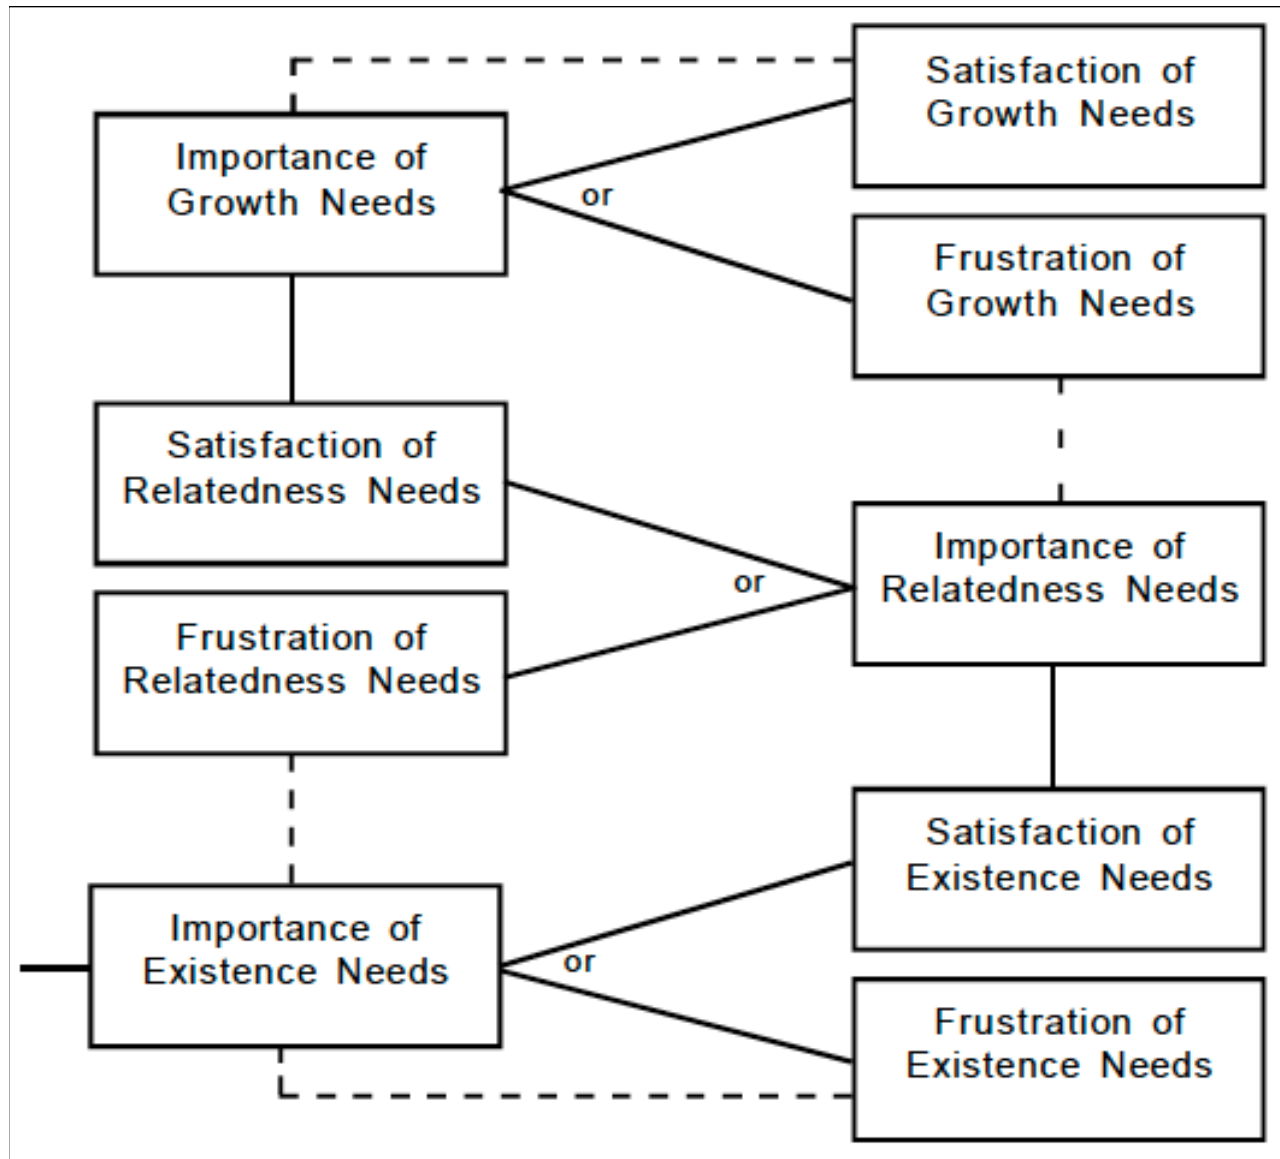 Satisfaction of
Growth Needs
Importance of
Growth Needs
or
Frustration of
Growth Needs
Satisfaction of
Relatedness Needs
Importance of
Relatedness Needs
or
Frustration of
Relatedness Needs
Satisfaction of
Existence Needs
Importance of
Existence Needs
or
Frustration of
Existence Needs